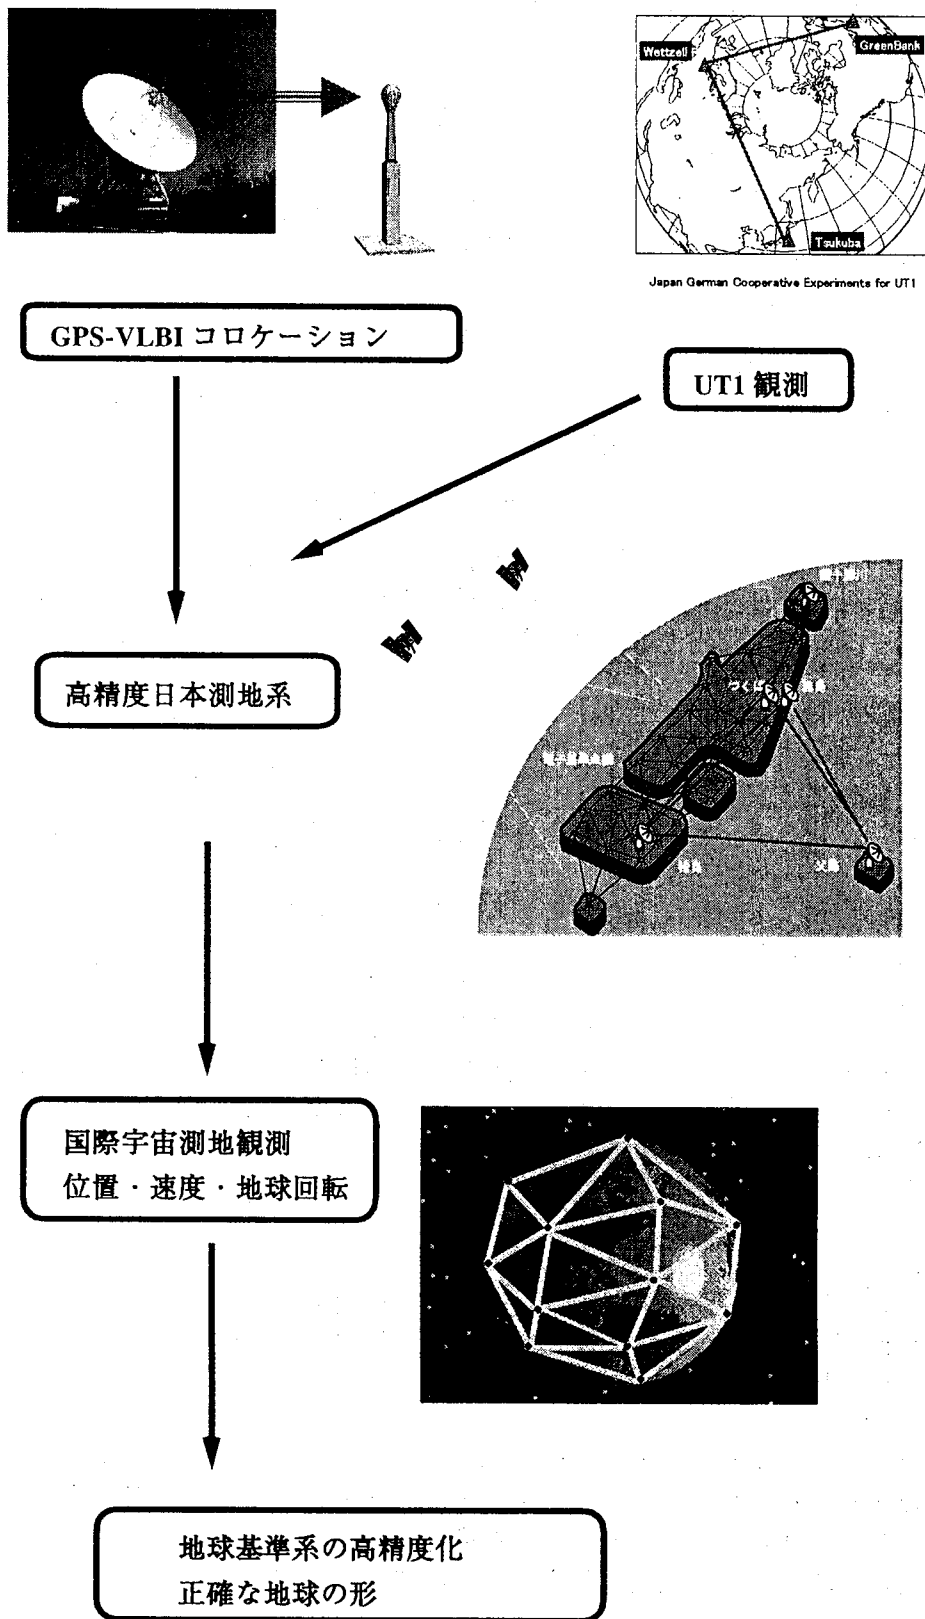 Wettzell
GreenBank
Tsukuba
Japan German Cooperative Experiments for UT1
GPS-VLBI コロケーション
UT1 観測
高精度日本測地系
つくば
父島
国際宇宙測地観測
位置・速度・地球回転
地球基準系の高精度化
正確な地球の形